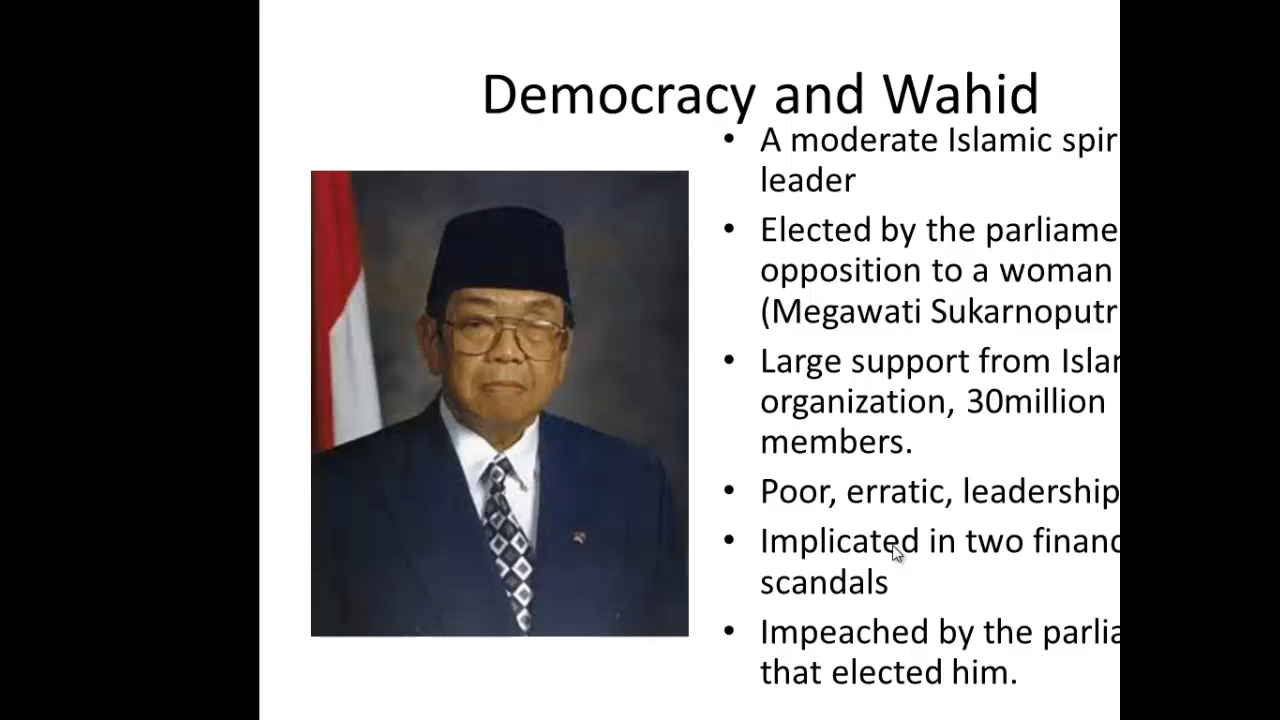 Democracy and Wahid
• A moderate Islamic spir
leader
• Elected by the parliame
opposition to a woman
(Megawati Sukarnoputr
• Large support from Islar
organization, 30million
members.
• Poor, erratic, leadership
• Implicated in two financ
scandals
• Impeached by the parlia
that elected him.